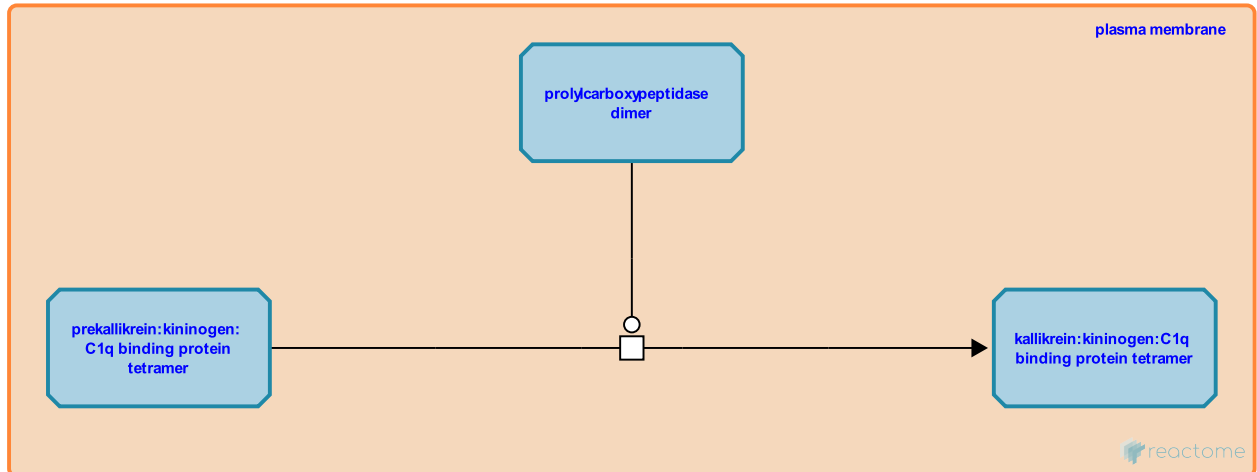 plasma membrane
prolylcarboxypeptidase
dimer
prekallikrein:kininogen:
C1q binding protein
tetramer
kallikrein:kininogen:C1q
binding protein tetramer
reactome